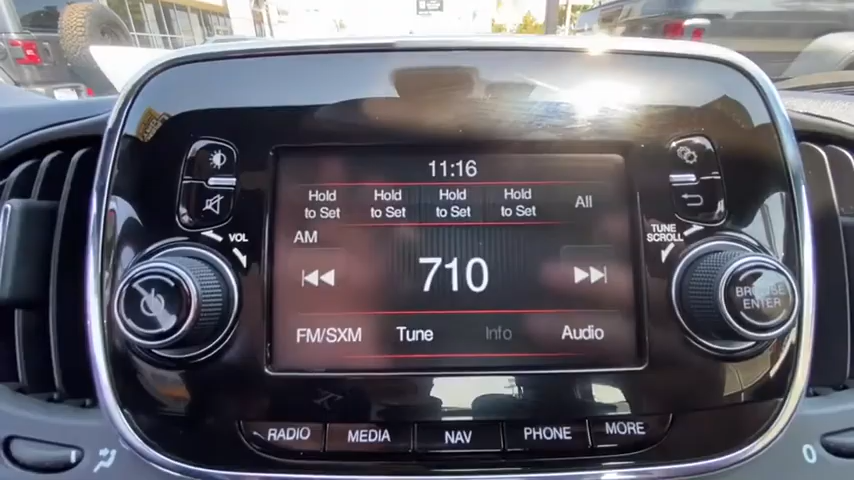 11:16
Hold to Set Hold to Set Hold to Set Hold to Set All
AM
710
FM/SXM Tune Info Audio
VOL
TUNE
SCROLL
BROWSE
ENTER
RADIO MEDIA NAV PHONE MORE
0